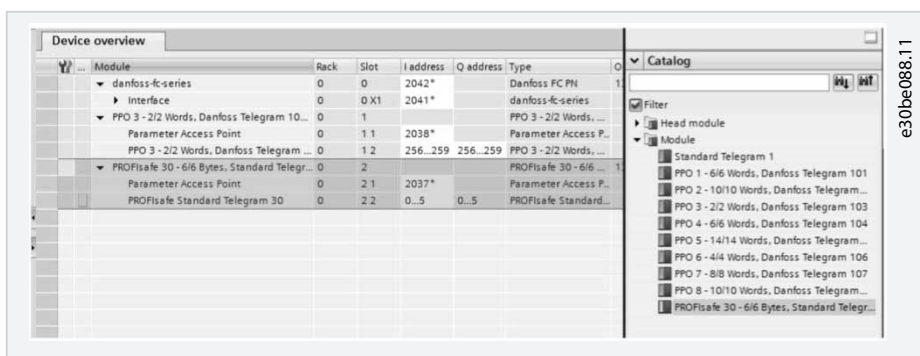 Device overview
... Module Rack Slot I address Q address Type O
danfoss-fc-series 0 0 2042* Danfoss FC PN 1
Interface 0 0 X1 2041* danfoss-fc-series
PPO 3 - 2/2 Words, Danfoss Telegram 10... 0 1 PPO 3 - 2/2 Words, ...
Parameter Access Point 0 1 1 2038* Parameter Access P...
PPO 3 - 2/2 Words, Danfoss Telegram ... 0 1 2 256...259 256...259 PPO 3 - 2/2 Words, ...
PROFIsafe 30 - 6/6 Bytes, Standard Telegr... 0 2 PROFIsafe 30 - 6/6 ... 1
Parameter Access Point 0 2 1 2037* Parameter Access P...
PROFIsafe Standard Telegram 30 0 2 2 0...5 0...5 PROFIsafe Standard...
Catalog
Filter
Head module
Module
Standard Telegram 1
PPO 1 - 6/6 Words, Danfoss Telegram 101
PPO 2 - 10/10 Words, Danfoss Telegram...
PPO 3 - 2/2 Words, Danfoss Telegram 103
PPO 4 - 6/6 Words, Danfoss Telegram 104
PPO 5 - 14/14 Words, Danfoss Telegram...
PPO 6 - 4/4 Words, Danfoss Telegram 106
PPO 7 - 8/8 Words, Danfoss Telegram 107
PPO 8 - 10/10 Words, Danfoss Telegram...
PROFIsafe 30 - 6/6 Bytes, Standard Telegr...
e30be088.11